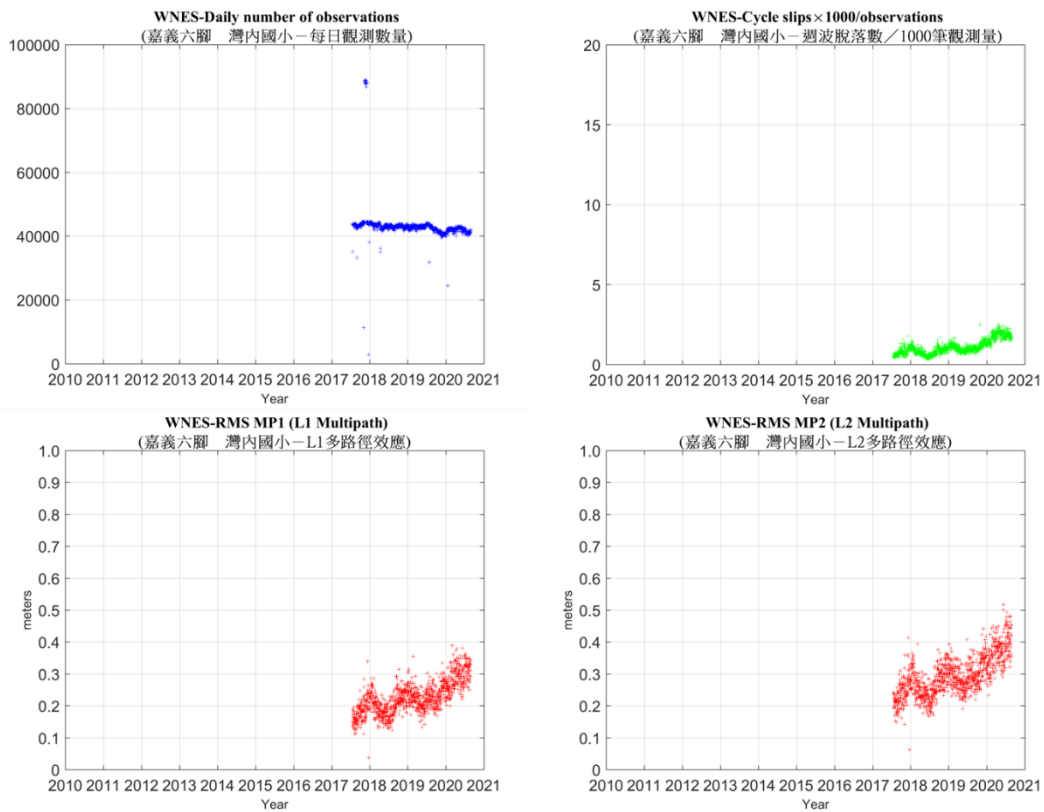 WNES-Daily number of observations
(嘉義六腳 灣內國小－每日觀測數量)
100000
80000
60000
40000
20000
0
2010 2011 2012 2013 2014 2015 2016 2017 2018 2019 2020 2021
Year
WNES-Cycle slips×1000/observations
(嘉義六腳 灣內國小－週波脫落數／1000筆觀測量)
20
15
10
5
0
2010 2011 2012 2013 2014 2015 2016 2017 2018 2019 2020 2021
Year
WNES-RMS MP1 (L1 Multipath)
(嘉義六腳 灣內國小－L1多路徑效應)
1.0
0.9
0.8
0.7
0.6
0.5
0.4
0.3
0.2
0.1
0
meters
2010 2011 2012 2013 2014 2015 2016 2017 2018 2019 2020 2021
Year
WNES-RMS MP2 (L2 Multipath)
(嘉義六腳 灣內國小－L2多路徑效應)
1.0
0.9
0.8
0.7
0.6
0.5
0.4
0.3
0.2
0.1
0
meters
2010 2011 2012 2013 2014 2015 2016 2017 2018 2019 2020 2021
Year